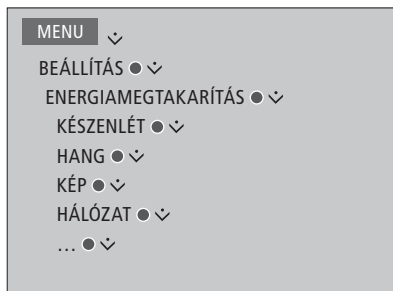 MENU
BEÁLLÍTÁS
ENERGIAMEGTAKARÍTÁS
KÉSZENLÉT
HANG
KÉP
HÁLÓZAT
…